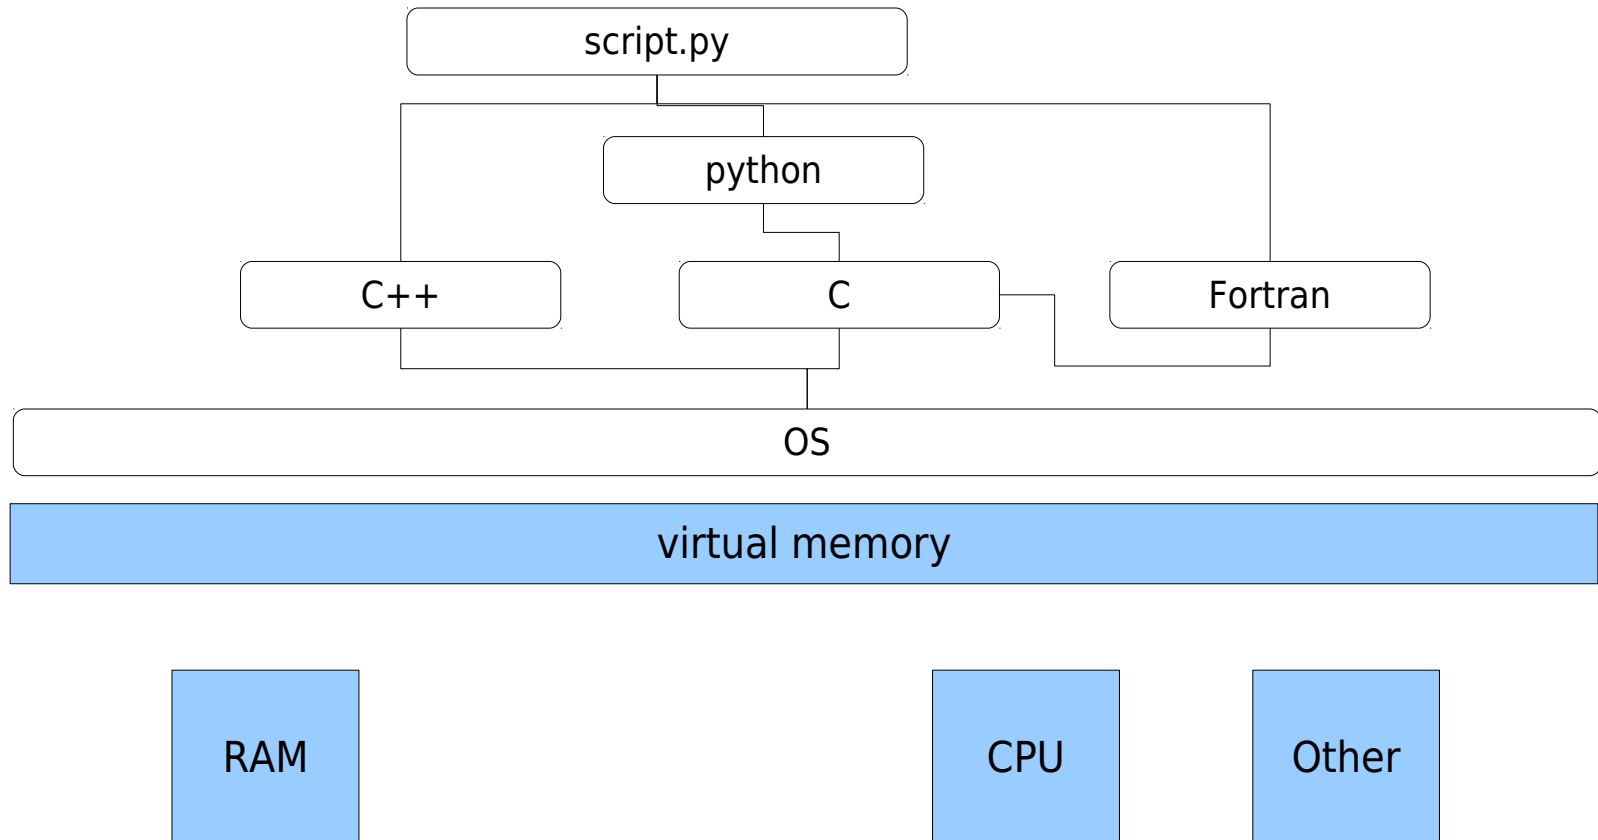 script.py
python
C++
C
Fortran
OS
virtual memory
RAM
CPU
Other